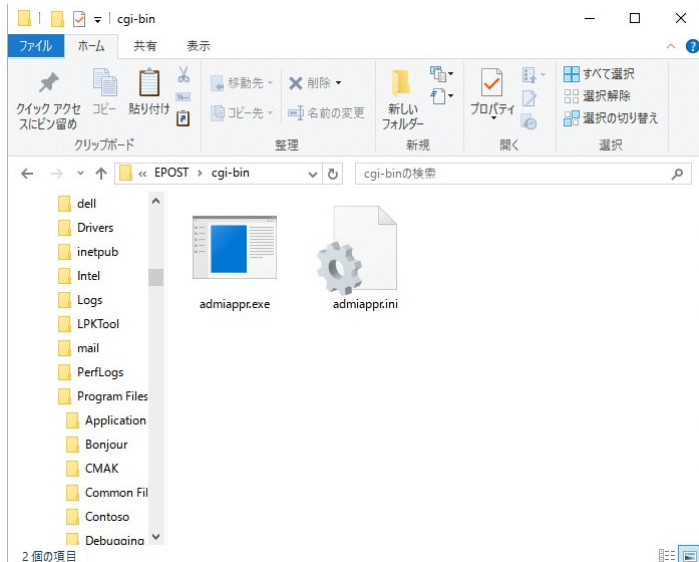 cgi-bin
ファイル ホーム 共有 表示
クイック アクセスにピン留め
コピー
貼り付け
移動先
コピー先
削除
名前の変更
新しいフォルダー
プロパティ
すべて選択
選択解除
選択の切り替え
クリップボード 整理 新規 開く 選択
« EPOST › cgi-bin
cgi-binの検索
dell
Drivers
inetpub
Intel
Logs
LPKTool
mail
PerfLogs
Program Files
Application
Bonjour
CMAK
Common Fil
Contoso
Debugging
admiappr.exe
admiappr.ini
2 個の項目